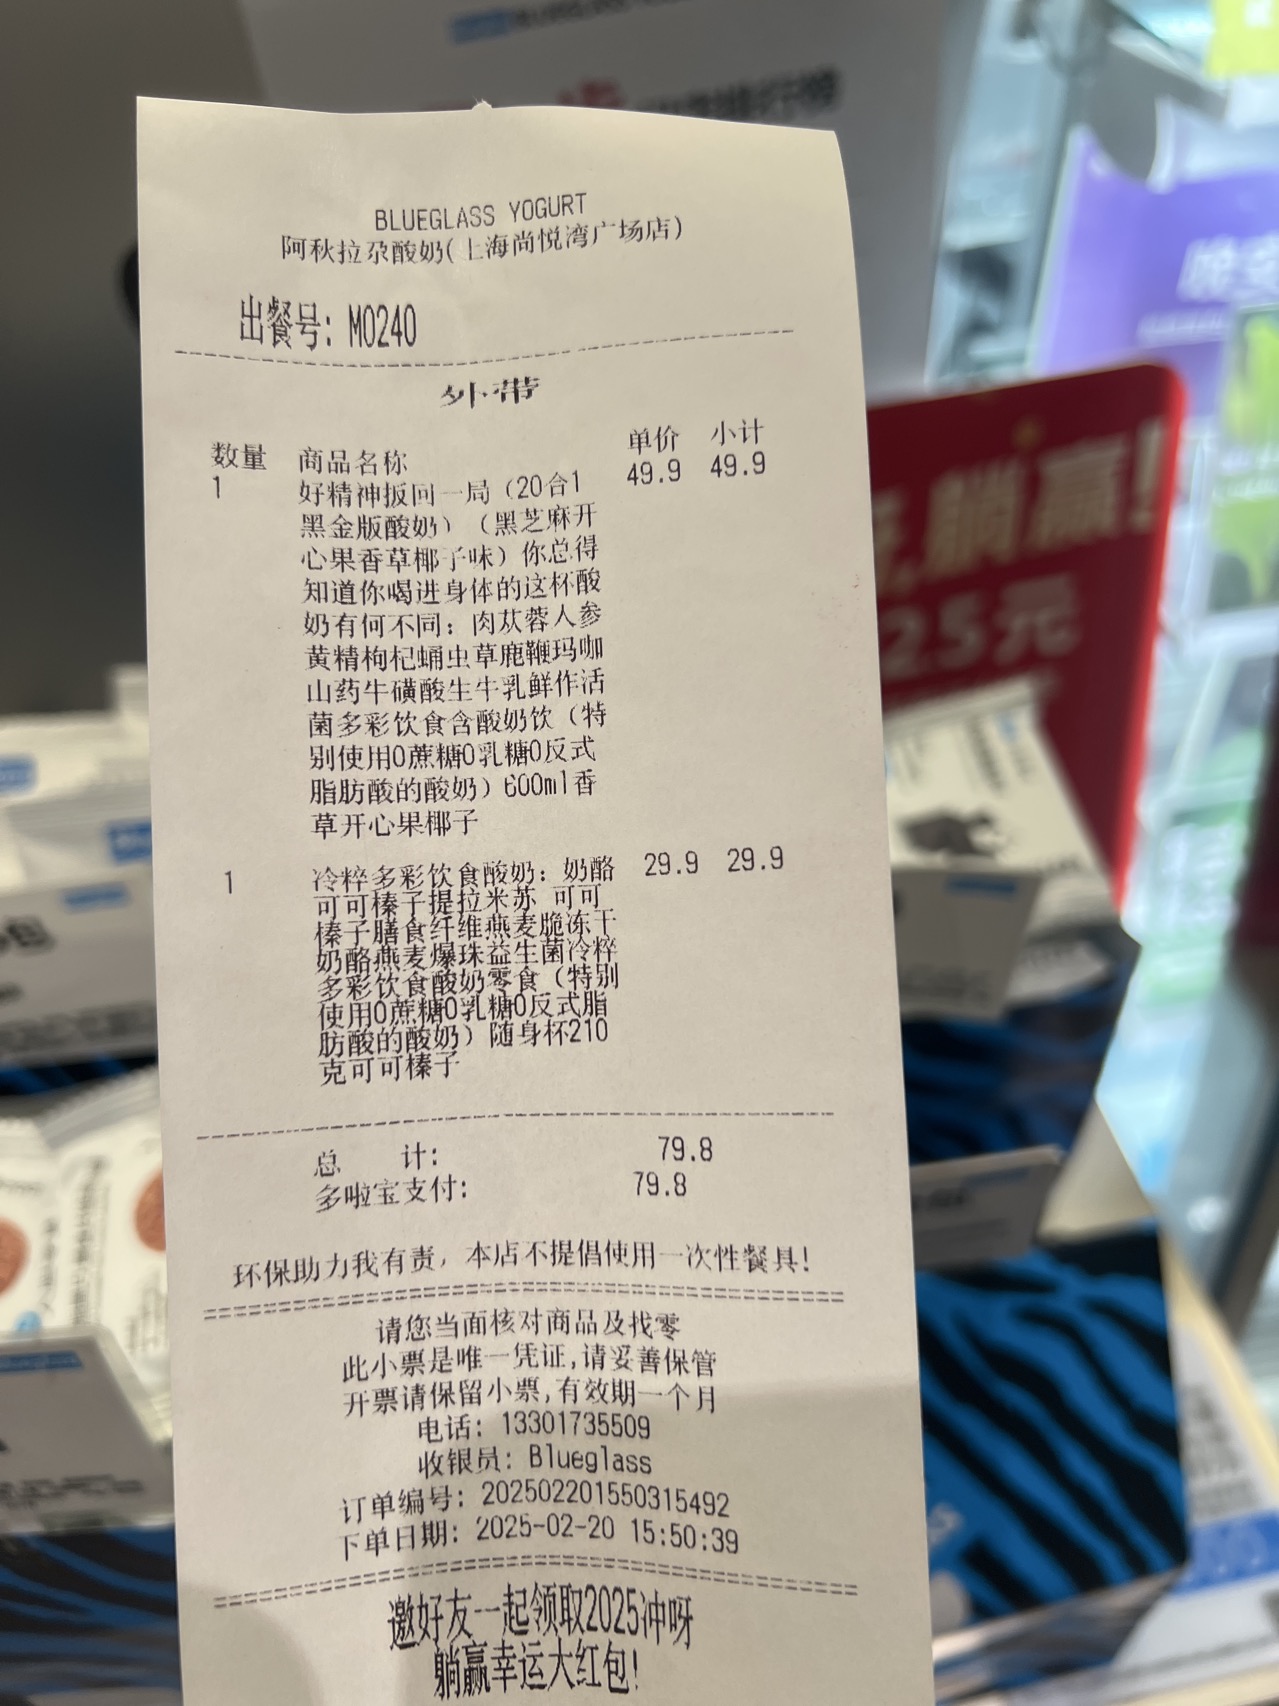 BLUEGLASS YOGURT
阿秋拉尕酸奶(上海尚悦湾广场店)
出餐号: M0240
外带
数量 商品名称 单价 小计
1 好精神扳回一局（20合1 49.9 49.9
黑金版酸奶）（黑芝麻开
心果香草椰子味）你总得
知道你喝进身体的这杯酸
奶有何不同: 肉苁蓉人参
黄精枸杞蛹虫草鹿鞭玛咖
山药牛磺酸生牛乳鲜作活
菌多彩饮食含酸奶饮（特
别使用0蔗糖0乳糖0反式
脂肪酸的酸奶）600ml香
草开心果椰子
1 冷粹多彩饮食酸奶: 奶酪 29.9 29.9
可可榛子提拉米苏 可可
榛子膳食纤维燕麦脆冻干
奶酪燕麦爆珠益生菌冷粹
多彩饮食酸奶零食（特别
使用0蔗糖0乳糖0反式脂
肪酸的酸奶）随身杯210
克可可榛子
总 计: 79.8
多啦宝支付: 79.8
环保助力我有责, 本店不提倡使用一次性餐具!
请您当面核对商品及找零
此小票是唯一凭证,请妥善保管
开票请保留小票,有效期一个月
电话: 13301735509
收银员: Blueglass
订单编号: 202502201550315492
下单日期: 2025-02-20 15:50:39
邀好友一起领取2025冲呀
躺赢幸运大红包!
躺赢!
25元